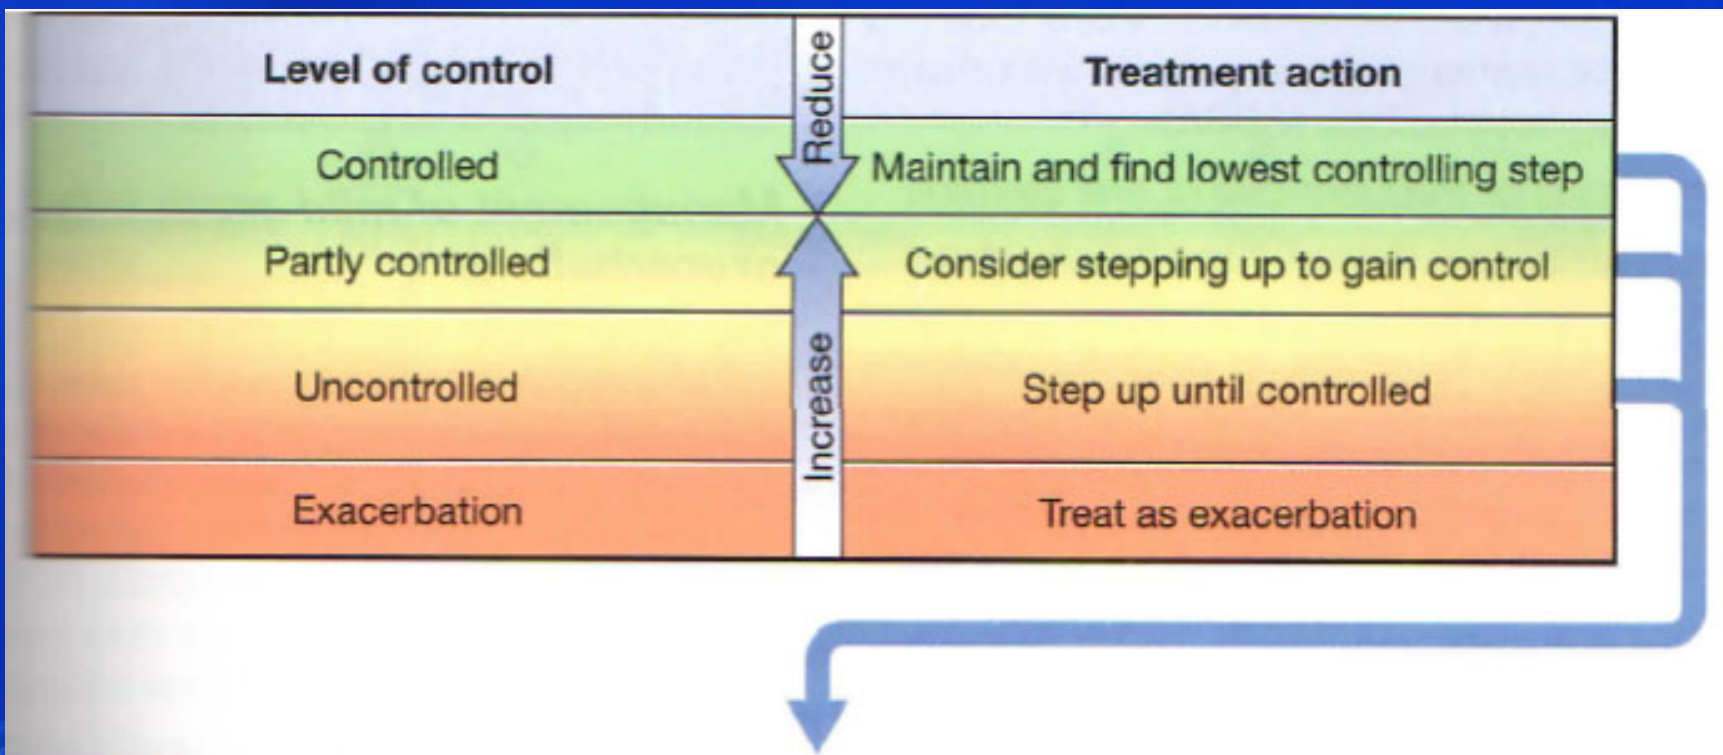 Level of control
Reduce
Treatment action
Controlled
Maintain and find lowest controlling step
Partly controlled
Consider stepping up to gain control
Increase
Uncontrolled
Step up until controlled
Exacerbation
Treat as exacerbation